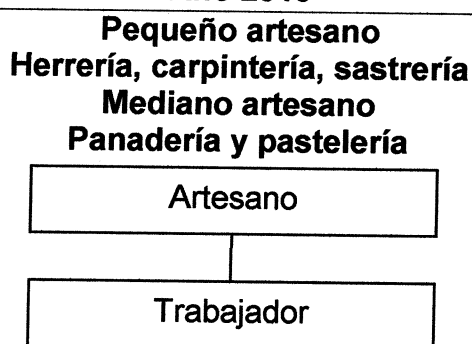 Pequeño artesano
Herrería, carpintería, sastrería
Mediano artesano
Panadería y pastelería
Artesano
Trabajador